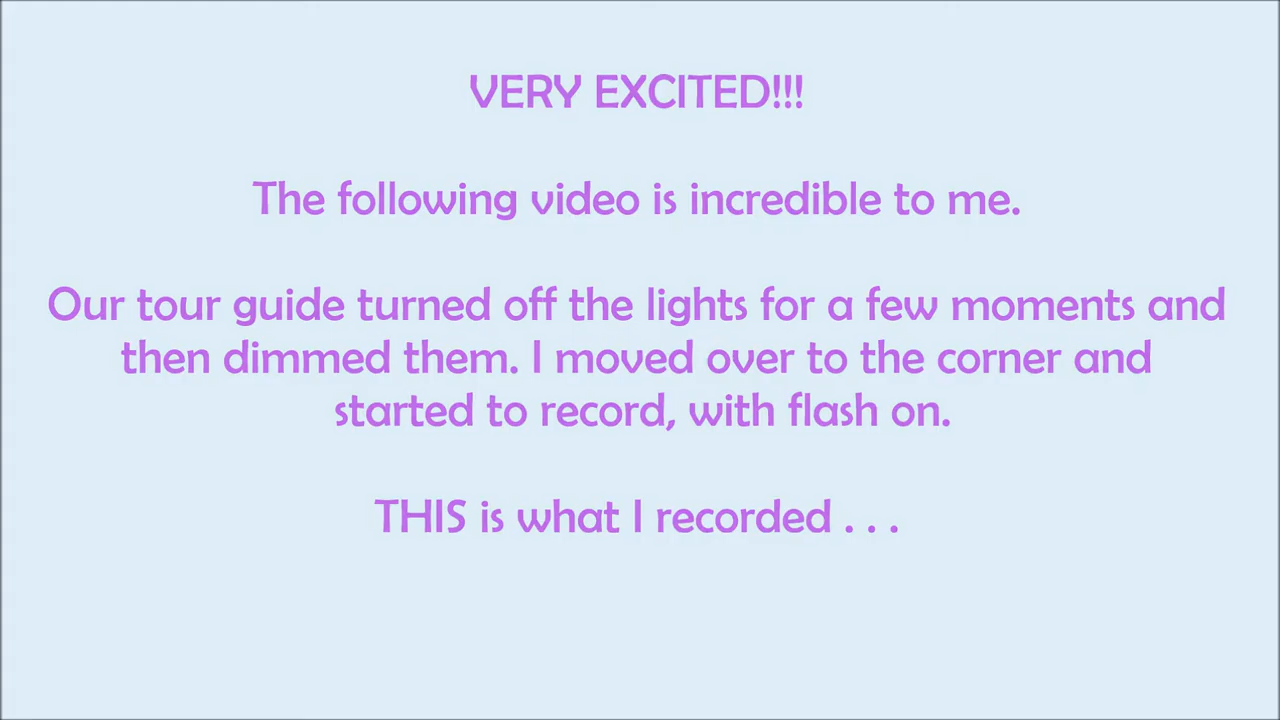 VERY EXCITED!!!
The following video is incredible to me.
Our tour guide turned off the lights for a few moments and
then dimmed them. I moved over to the corner and
started to record, with flash on.
THIS is what I recorded . . .